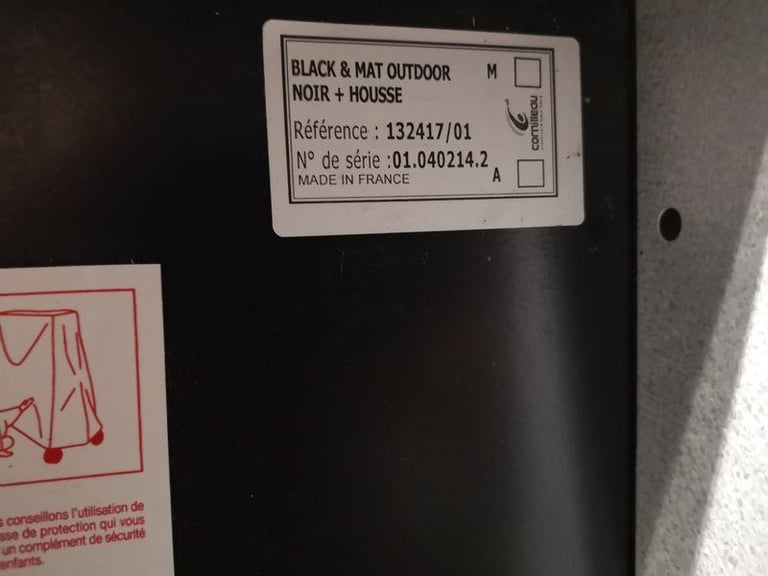 BLACK & MAT OUTDOOR M
NOIR + HOUSSE
Référence : 132417/01
N° de série :01.040214.2
MADE IN FRANCE A
cornilleau
s conseillons l'utilisation de
sse de protection qui vous
un complément de sécurité
enfants.